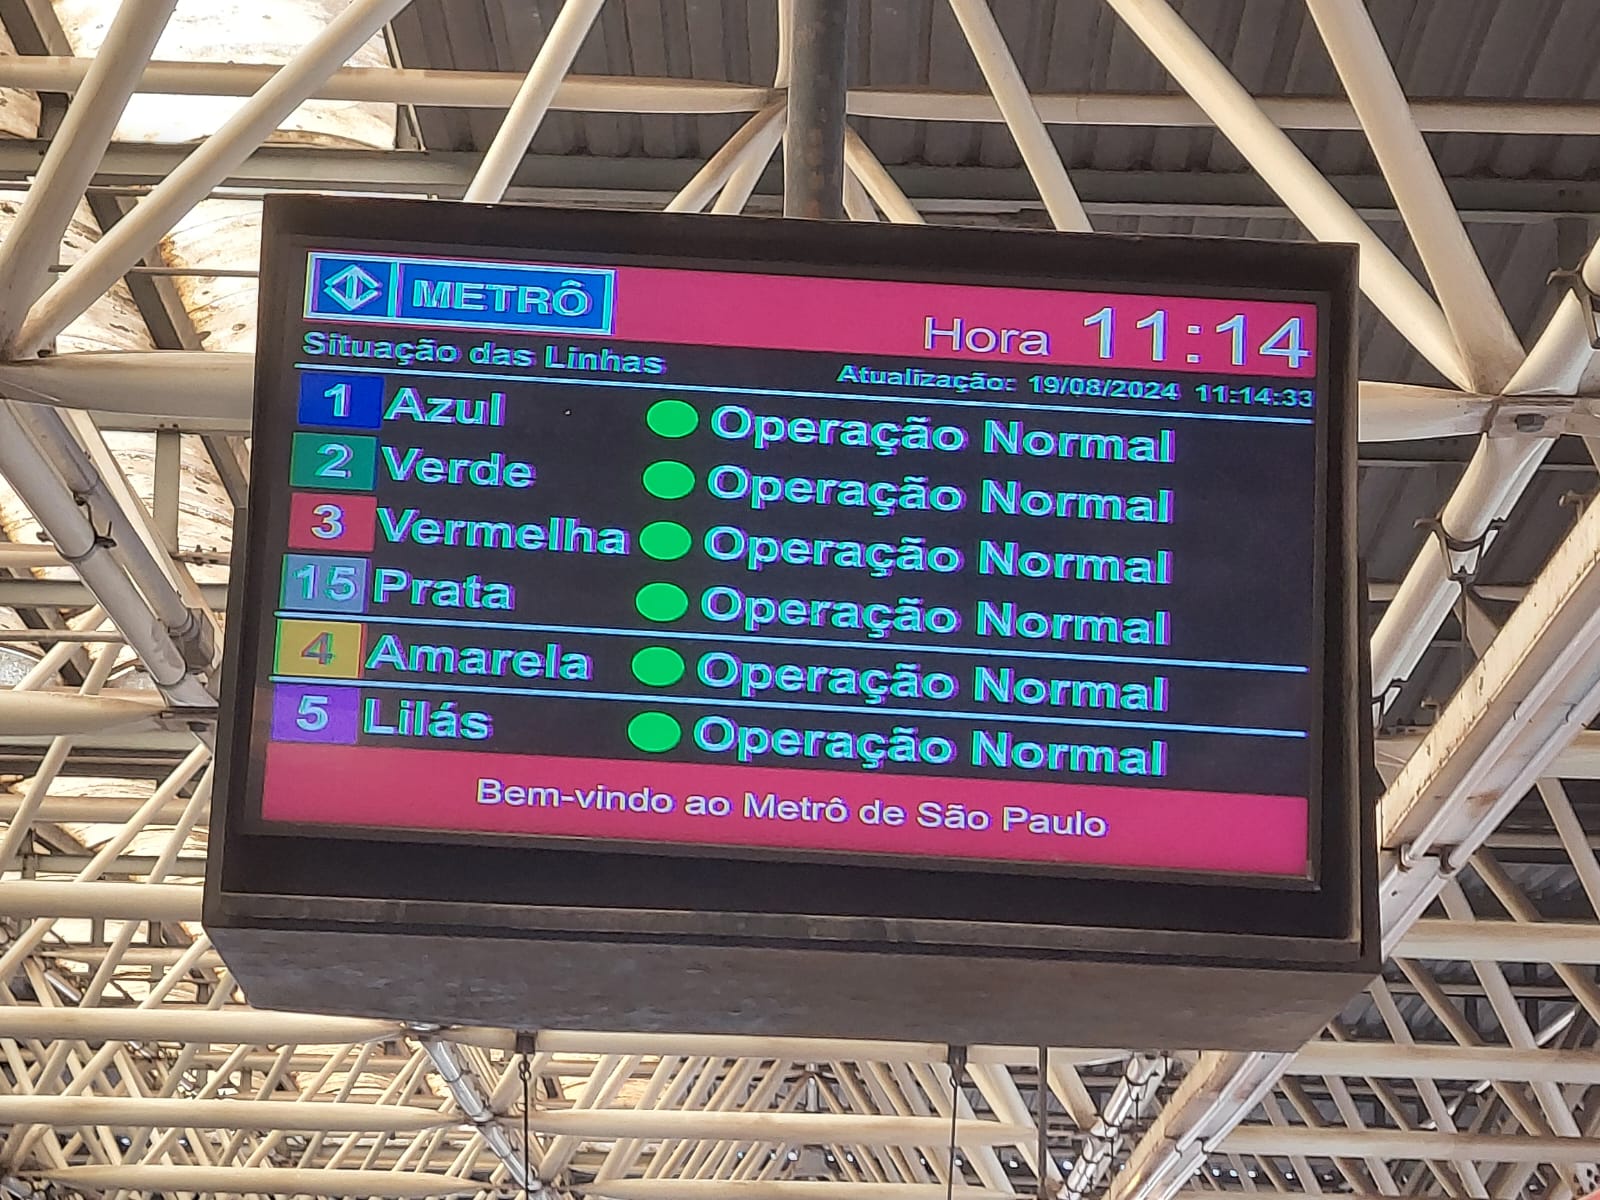 METRÔ
Hora 11:14
Situação das Linhas
Atualização: 19/08/2024 11:14:33
1 Azul Operação Normal
2 Verde Operação Normal
3 Vermelha Operação Normal
15 Prata Operação Normal
4 Amarela Operação Normal
5 Lilás Operação Normal
Bem-vindo ao Metrô de São Paulo